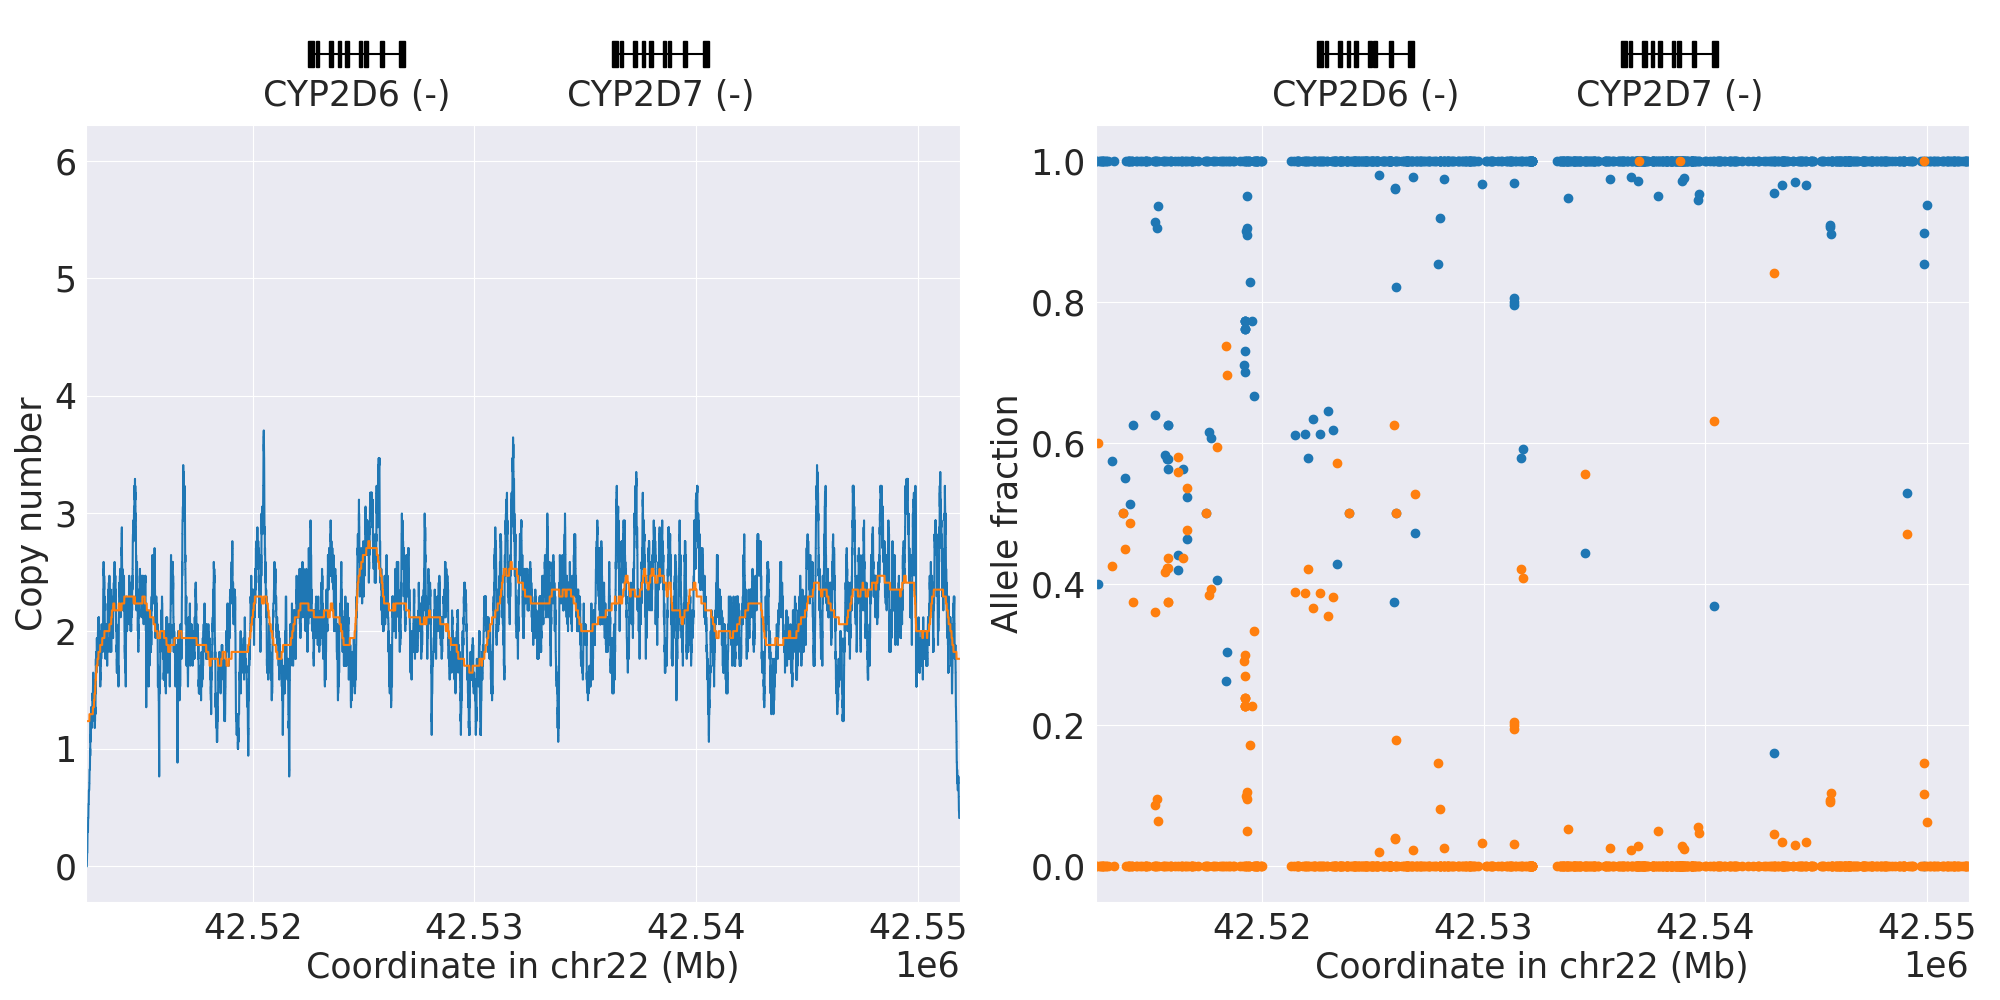 CYP2D6 (-)
CYP2D7 (-)
6
5
4
3
2
1
0
Copy number
42.52
42.53
42.54
42.55
Coordinate in chr22 (Mb)
1e6
CYP2D6 (-)
CYP2D7 (-)
1.0
0.8
0.6
0.4
0.2
0.0
Allele fraction
42.52
42.53
42.54
42.55
Coordinate in chr22 (Mb)
1e6